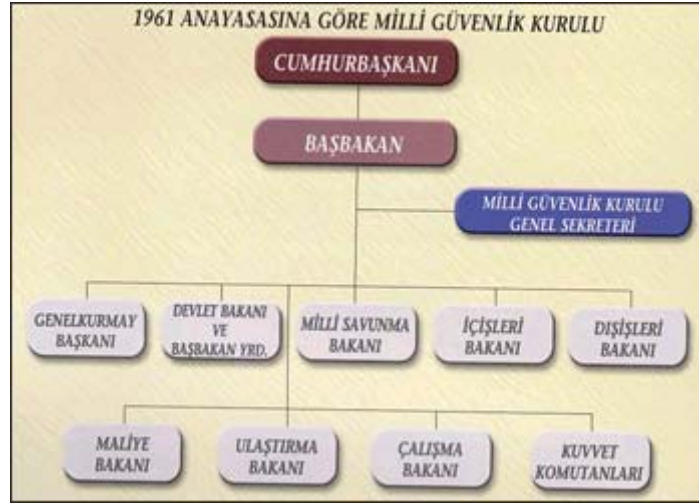 1961 ANAYASASINA GÖRE MİLLİ GÜVENLİK KURULU
CUMHURBAŞKANI
BAŞBAKAN
MİLLİ GÜVENLİK KURULU
GENEL SEKRETERİ
GENELKURMAY
BAŞKANI
DEVLET BAKANI
VE
BAŞBAKAN YRD.
MİLLİ SAVUNMA
BAKANI
İÇİŞLERİ
BAKANI
DIŞİŞLERİ
BAKANI
MALİYE
BAKANI
ULAŞTIRMA
BAKANI
ÇALIŞMA
BAKANI
KUVVET
KOMUTANLARI